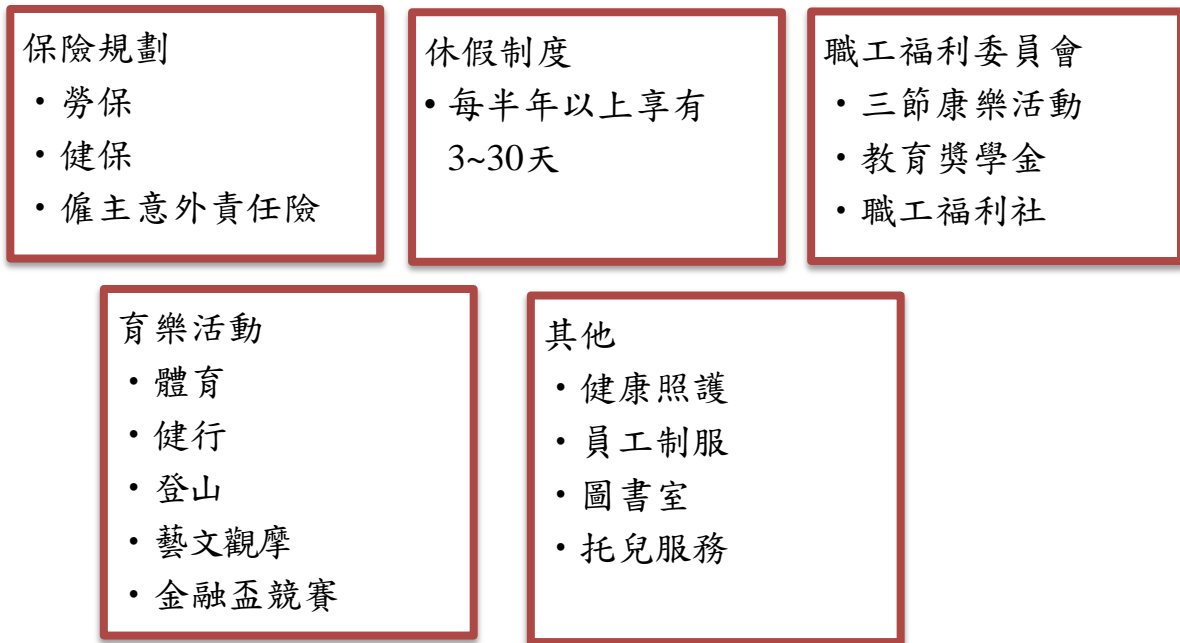 保險規劃
•勞保
•健保
•僱主意外責任險
休假制度
•每半年以上享有
3~30天
職工福利委員會
•三節康樂活動
•教育獎學金
•職工福利社
育樂活動
•體育
•健行
•登山
•藝文觀摩
•金融盃競賽
其他
•健康照護
•員工制服
•圖書室
•托兒服務